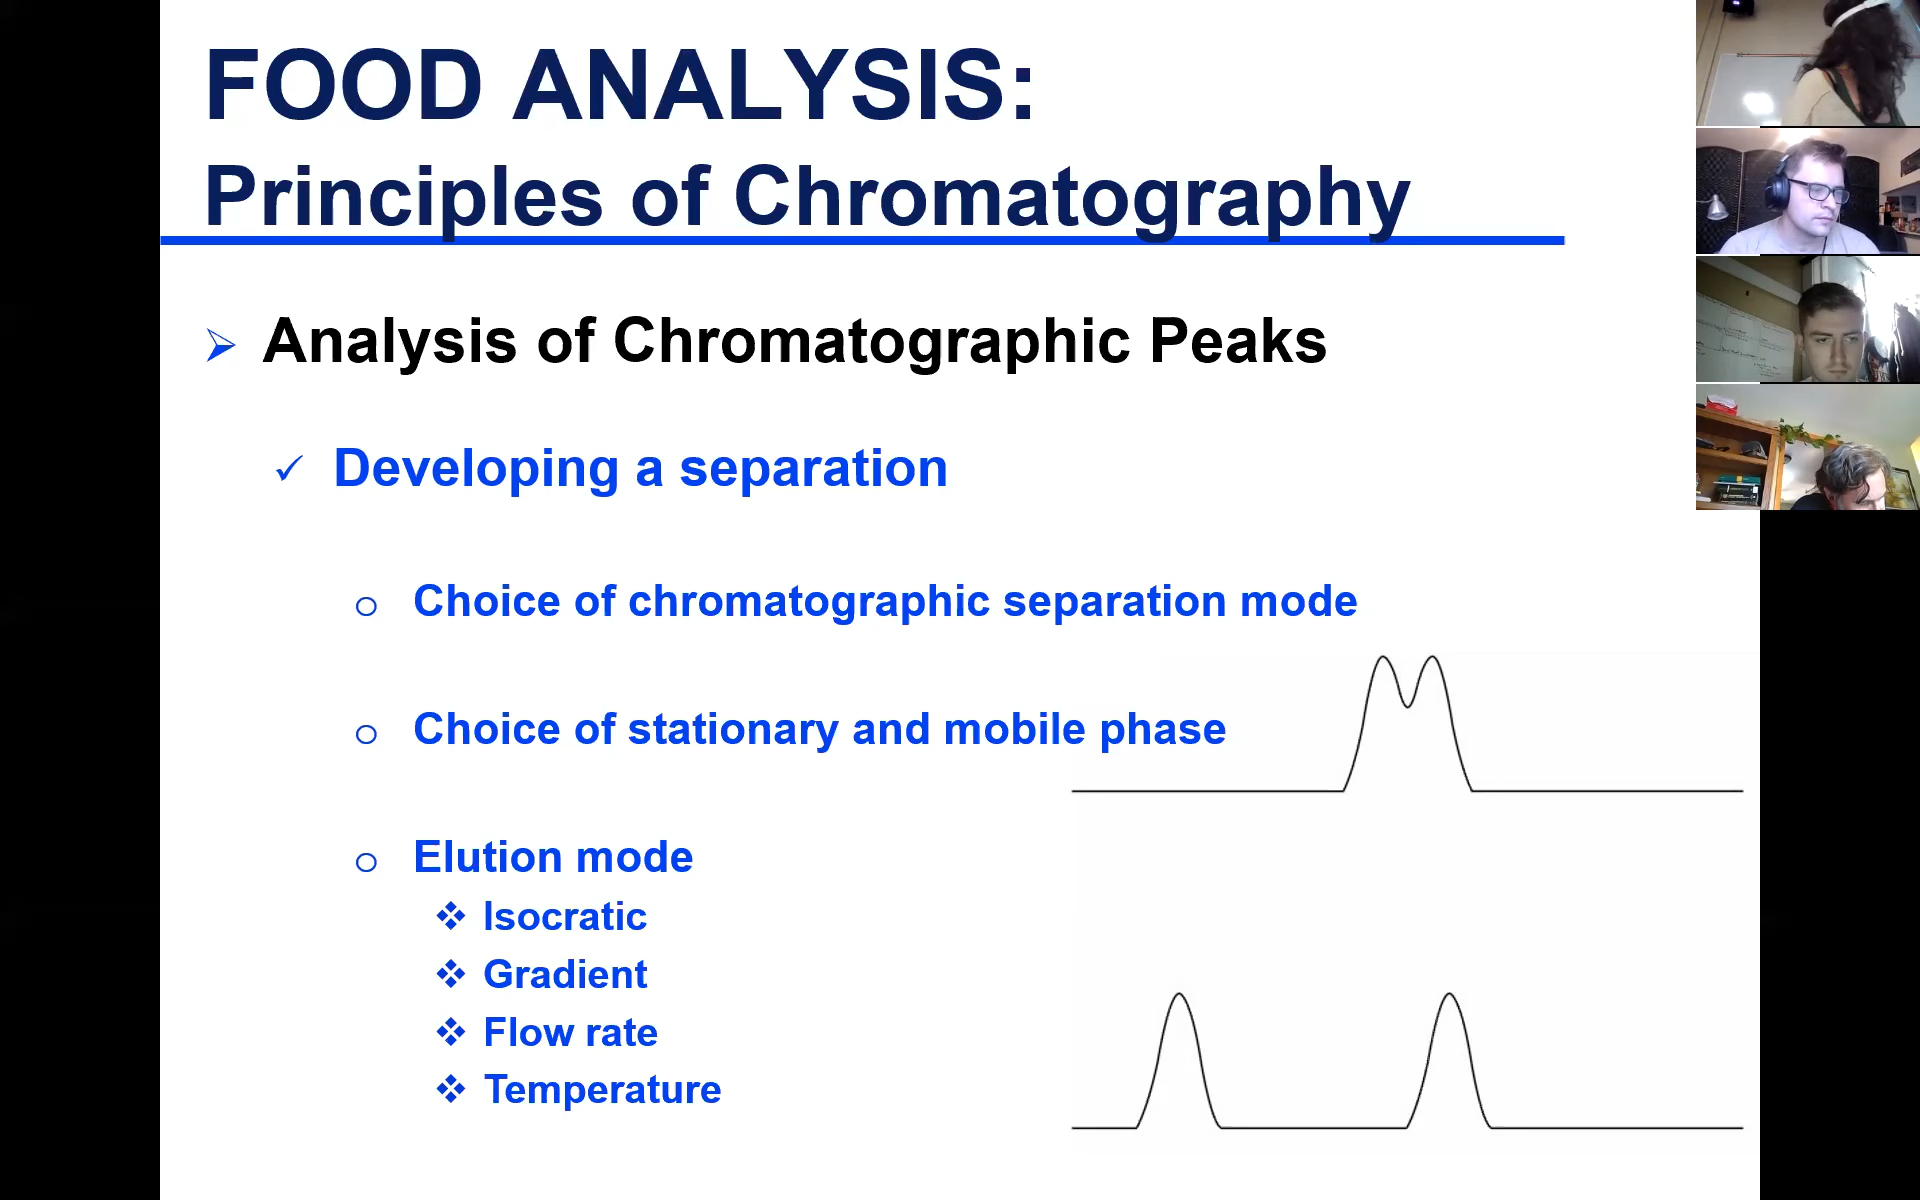 FOOD ANALYSIS:
Principles of Chromatography
Analysis of Chromatographic Peaks
Developing a separation
Choice of chromatographic separation mode
Choice of stationary and mobile phase
Elution mode
Isocratic
Gradient
Flow rate
Temperature